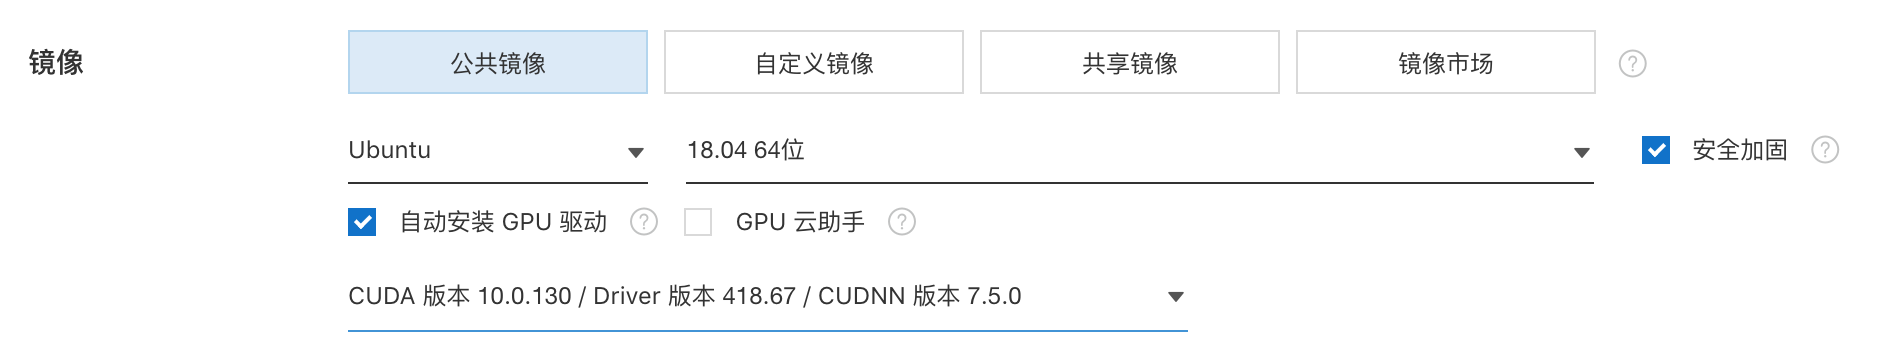 镜像 公共镜像 自定义镜像 共享镜像 镜像市场 ?
Ubuntu 18.04 64位 安全加固 ?
自动安装 GPU 驱动 ? GPU 云助手 ?
CUDA 版本 10.0.130 / Driver 版本 418.67 / CUDNN 版本 7.5.0